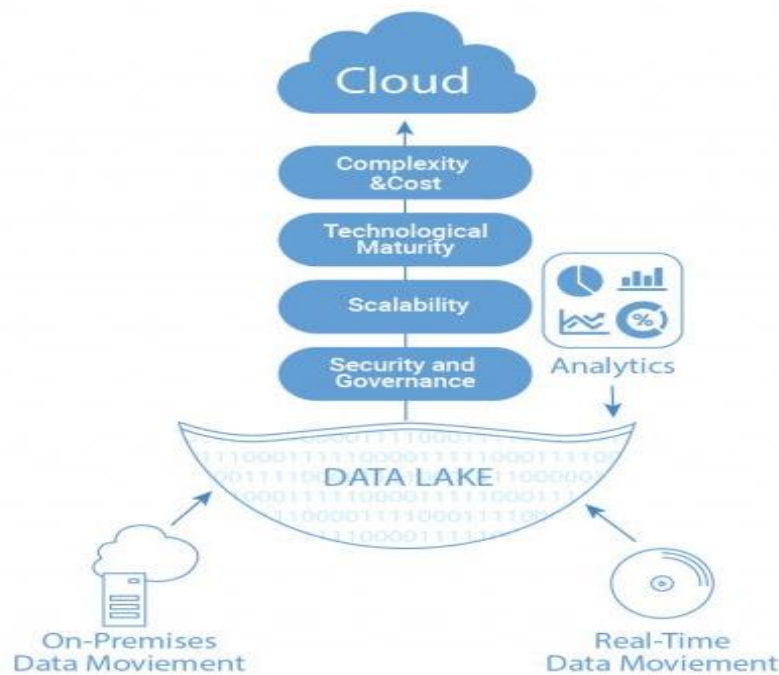 Cloud
Complexity
&Cost
Technological
Maturity
Scalability
%
Analytics
Security and
Governance
DATA LAKE
On-Premises
Data Moviement
Real-Time
Data Moviement